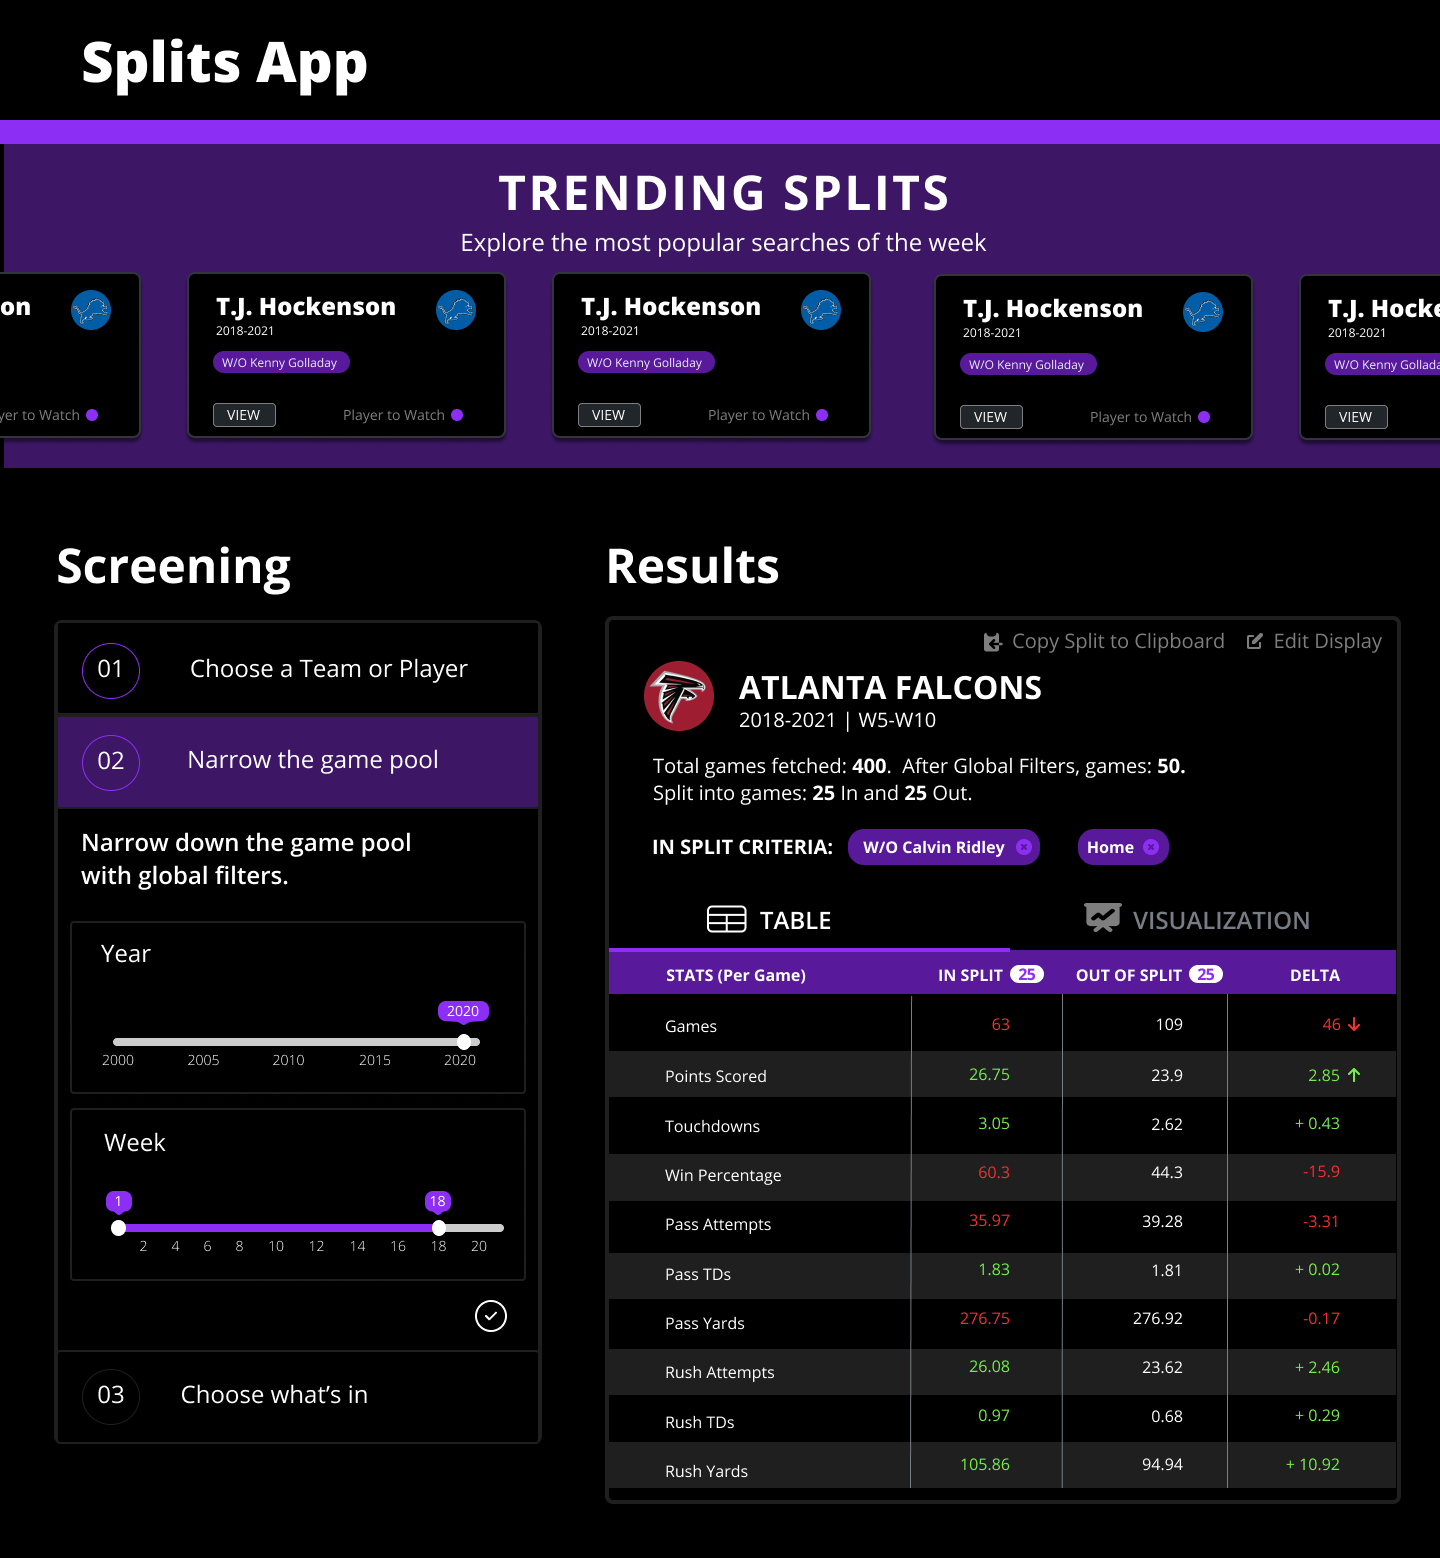 Splits App
TRENDING SPLITS
Explore the most popular searches of the week
on
yer to Watch
T.J. Hockenson
2018-2021
W/O Kenny Golladay
VIEW
Player to Watch
T.J. Hockenson
2018-2021
W/O Kenny Golladay
VIEW
Player to Watch
T.J. Hockenson
2018-2021
W/O Kenny Golladay
VIEW
Player to Watch
T.J. Hocke
2018-2021
W/O Kenny Gollada
VIEW
Screening
01 Choose a Team or Player
02 Narrow the game pool
Narrow down the game pool
with global filters.
Year
2020
2000 2005 2010 2015 2020
Week
1 18
2 4 6 8 10 12 14 16 18 20
03 Choose what’s in
Results
Copy Split to Clipboard Edit Display
ATLANTA FALCONS
2018-2021 | W5-W10
Total games fetched: 400. After Global Filters, games: 50.
Split into games: 25 In and 25 Out.
IN SPLIT CRITERIA: W/O Calvin Ridley Home
TABLE VISUALIZATION
STATS (Per Game) IN SPLIT 25 OUT OF SPLIT 25 DELTA
Games 63 109 46
Points Scored 26.75 23.9 2.85
Touchdowns 3.05 2.62 + 0.43
Win Percentage 60.3 44.3 -15.9
Pass Attempts 35.97 39.28 -3.31
Pass TDs 1.83 1.81 + 0.02
Pass Yards 276.75 276.92 -0.17
Rush Attempts 26.08 23.62 + 2.46
Rush TDs 0.97 0.68 + 0.29
Rush Yards 105.86 94.94 + 10.92